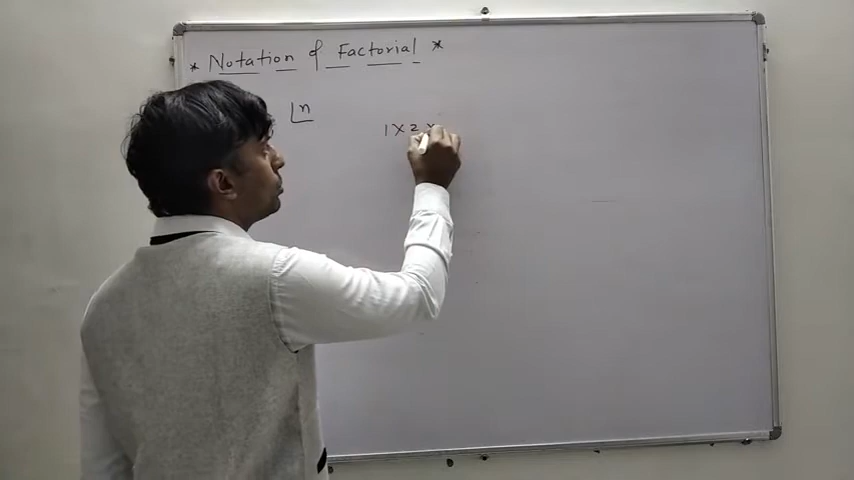 * Notation of Factorial *
|n
1 x 2 x